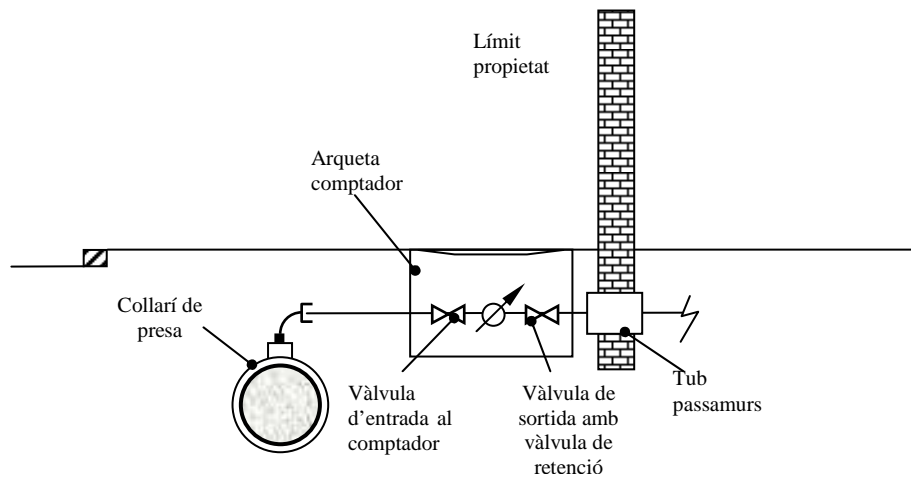 Límit
propietat
Arqueta
comptador
Collarí de
presa
Vàlvula
d'entrada al
comptador
Vàlvula de
sortida amb
vàlvula de
retenció
Tub
passamurs